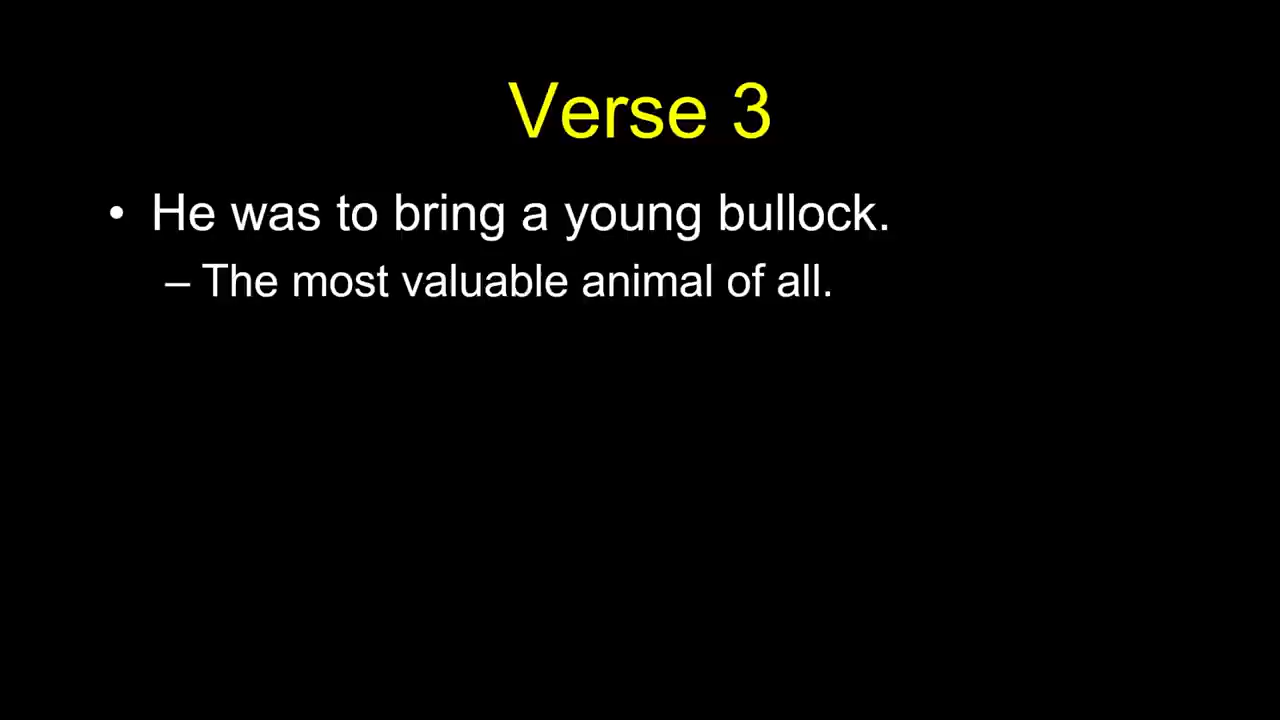 Verse 3
• He was to bring a young bullock.
– The most valuable animal of all.